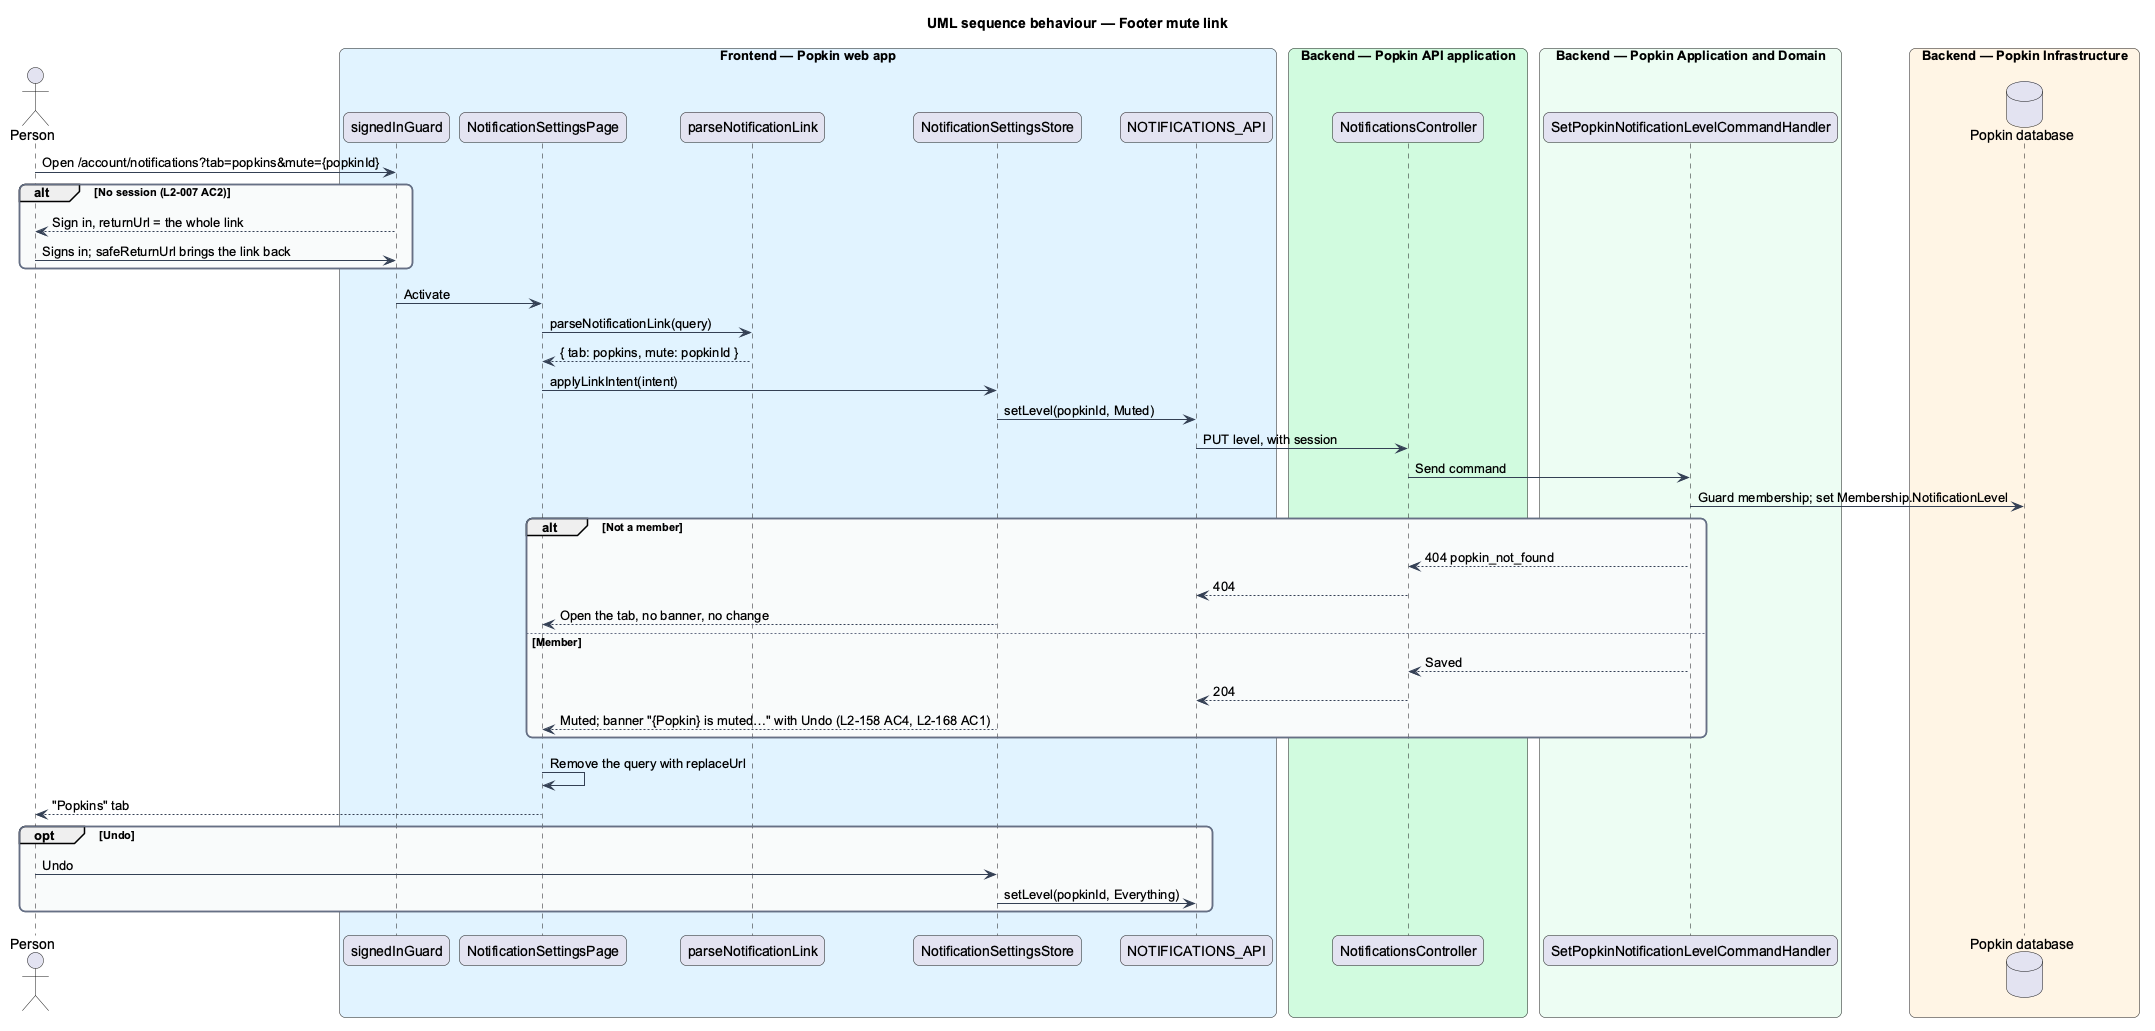 UML sequence behaviour — Footer mute link
Frontend — Popkin web app
Backend — Popkin API application
Backend — Popkin Application and Domain
Backend — Popkin Infrastructure
Person
signedInGuard
NotificationSettingsPage
parseNotificationLink
NotificationSettingsStore
NOTIFICATIONS_API
NotificationsController
SetPopkinNotificationLevelCommandHandler
Popkin database
Open /account/notifications?tab=popkins&mute={popkinId}
alt [No session (L2-007 AC2)]
Sign in, returnUrl = the whole link
Signs in; safeReturnUrl brings the link back
Activate
parseNotificationLink(query)
{ tab: popkins, mute: popkinId }
applyLinkIntent(intent)
setLevel(popkinId, Muted)
PUT level, with session
Send command
Guard membership; set Membership.NotificationLevel
alt [Not a member]
404 popkin_not_found
404
Open the tab, no banner, no change
[Member]
Saved
204
Muted; banner "{Popkin} is muted…" with Undo (L2-158 AC4, L2-168 AC1)
Remove the query with replaceUrl
"Popkins" tab
opt [Undo]
Undo
setLevel(popkinId, Everything)
Person
signedInGuard
NotificationSettingsPage
parseNotificationLink
NotificationSettingsStore
NOTIFICATIONS_API
NotificationsController
SetPopkinNotificationLevelCommandHandler
Popkin database